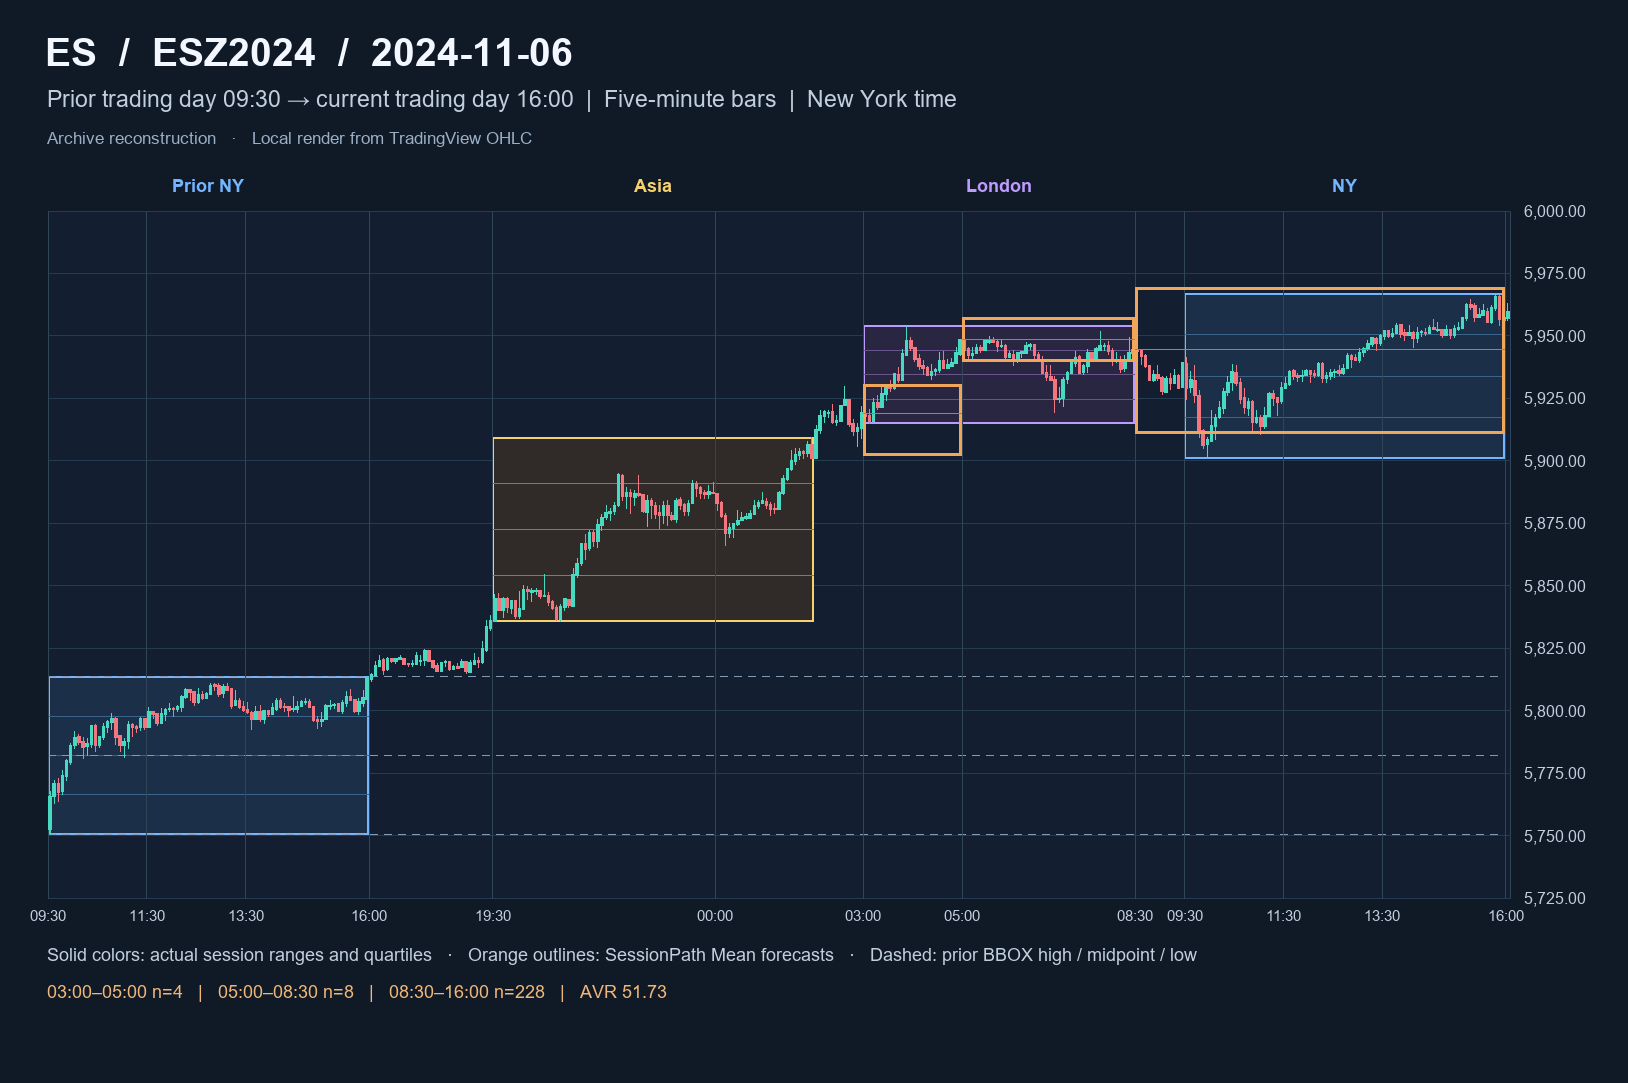 ES / ESZ2024 / 2024-11-06
Prior trading day 09:30 → current trading day 16:00 | Five-minute bars | New York time
Archive reconstruction · Local render from TradingView OHLC
Prior NY Asia London NY
6,000.00
5,975.00
5,950.00
5,925.00
5,900.00
5,875.00
5,850.00
5,825.00
5,800.00
5,775.00
5,750.00
5,725.00
09:30 11:30 13:30 16:00 19:30 00:00 03:00 05:00 08:30 09:30 11:30 13:30 16:00
Solid colors: actual session ranges and quartiles · Orange outlines: SessionPath Mean forecasts · Dashed: prior BBOX high / midpoint / low
03:00–05:00 n=4 | 05:00–08:30 n=8 | 08:30–16:00 n=228 | AVR 51.73